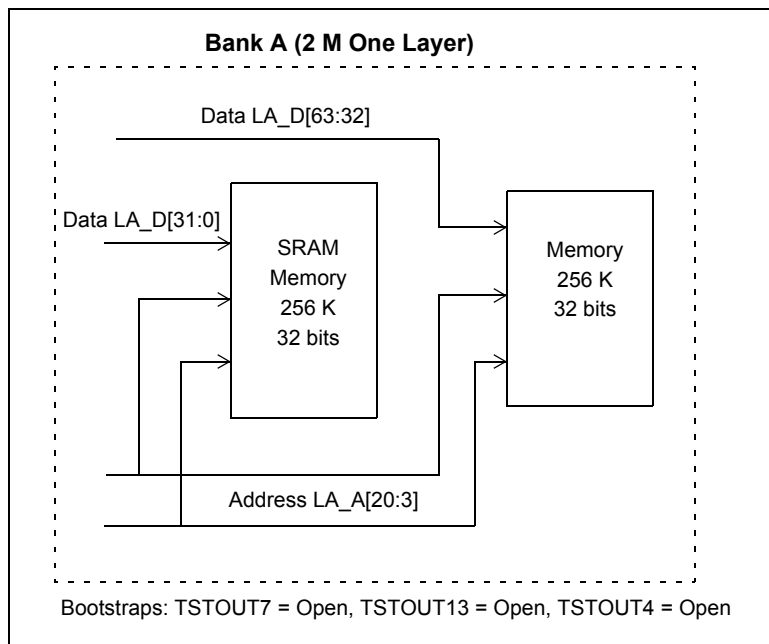 Bank A (2 M One Layer)
Data LA_D[63:32]
Data LA_D[31:0]
SRAM
Memory
256 K
32 bits
Memory
256 K
32 bits
Address LA_A[20:3]
Bootstraps: TSTOUT7 = Open, TSTOUT13 = Open, TSTOUT4 = Open